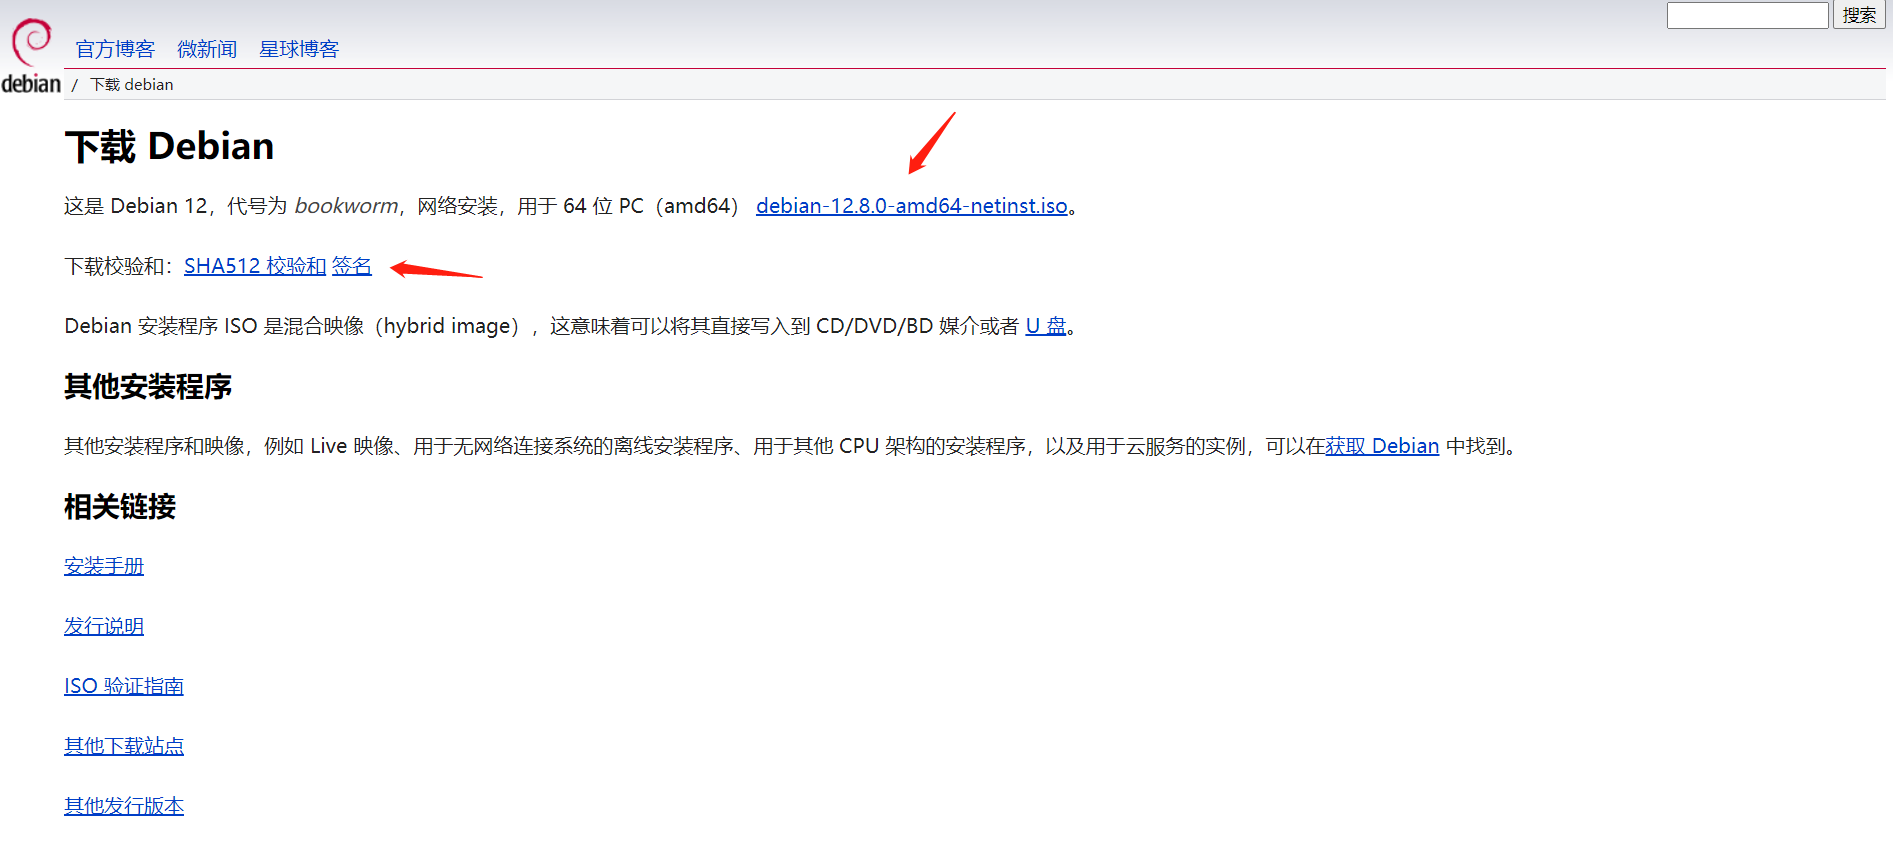 搜索
官方博客 微新闻 星球博客
debian / 下载 debian
下载 Debian
这是 Debian 12，代号为 bookworm，网络安装，用于 64 位 PC（amd64） debian-12.8.0-amd64-netinst.iso。
下载校验和：SHA512 校验和 签名
Debian 安装程序 ISO 是混合映像（hybrid image），这意味着可以将其直接写入到 CD/DVD/BD 媒介或者 U 盘。
其他安装程序
其他安装程序和映像，例如 Live 映像、用于无网络连接系统的离线安装程序、用于其他 CPU 架构的安装程序，以及用于云服务的实例，可以在获取 Debian 中找到。
相关链接
安装手册
发行说明
ISO 验证指南
其他下载站点
其他发行版本